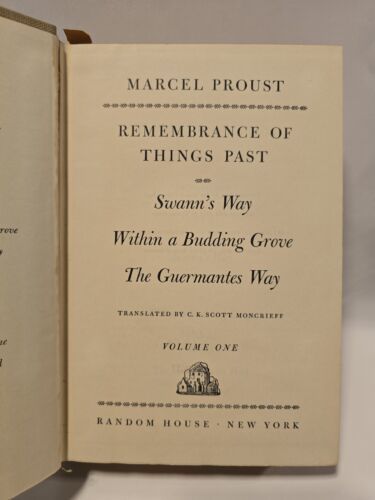 MARCEL PROUST
REMEMBRANCE OF
THINGS PAST
Swann's Way
Within a Budding Grove
The Guermantes Way
TRANSLATED BY C. K. SCOTT MONCRIEFF
VOLUME ONE
RANDOM HOUSE · NEW YORK